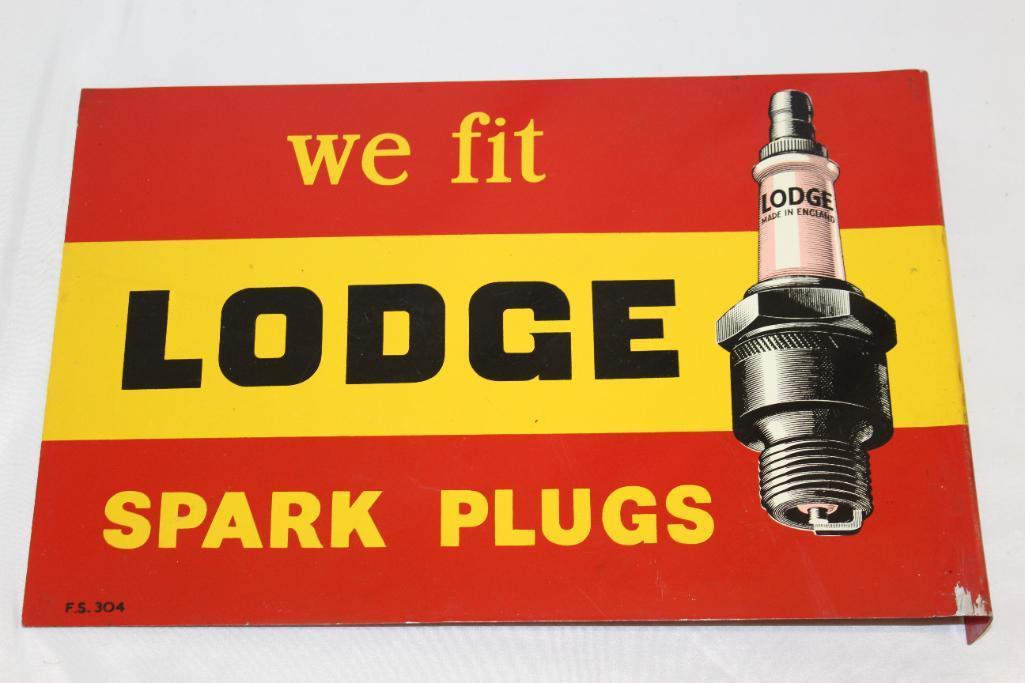 we fit
LODGE
MADE IN ENGLAND
LODGE
SPARK PLUGS
F.S. 304